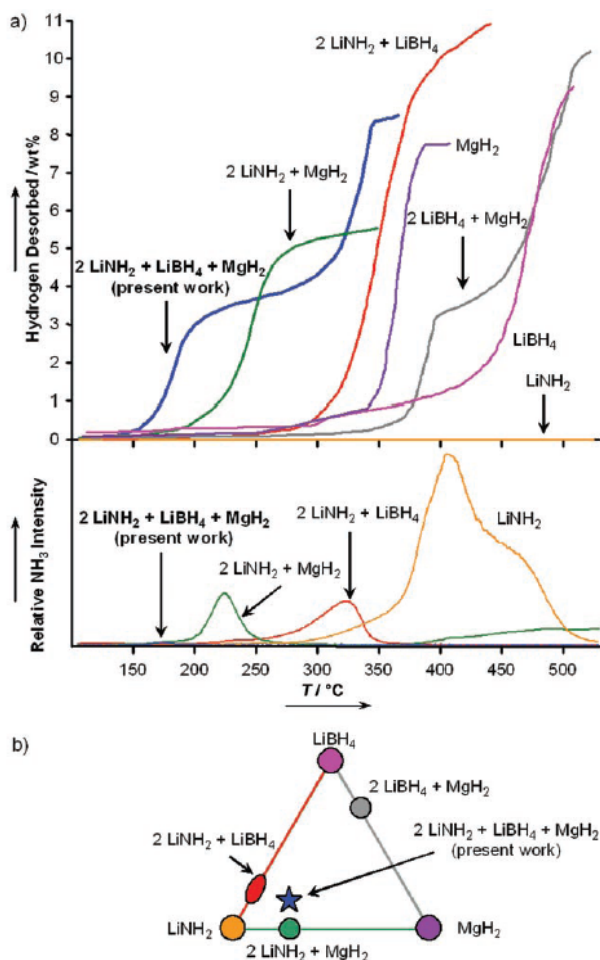 a)
11
10
9
8
7
6
5
4
3
2
1
0
Hydrogen Desorbed / wt%
2 LiNH₂ + LiBH₄
2 LiNH₂ + MgH₂
MgH₂
2 LiBH₄ + MgH₂
2 LiNH₂ + LiBH₄ + MgH₂
(present work)
LiBH₄
LiNH₂
Relative NH₃ Intensity
2 LiNH₂ + LiBH₄ + MgH₂
(present work)
2 LiNH₂ + LiBH₄
LiNH₂
2 LiNH₂ + MgH₂
150 200 250 300 350 400 450 500
T / °C
b)
LiBH₄
2 LiBH₄ + MgH₂
2 LiNH₂ + LiBH₄
2 LiNH₂ + LiBH₄ + MgH₂
(present work)
LiNH₂
MgH₂
2 LiNH₂ + MgH₂